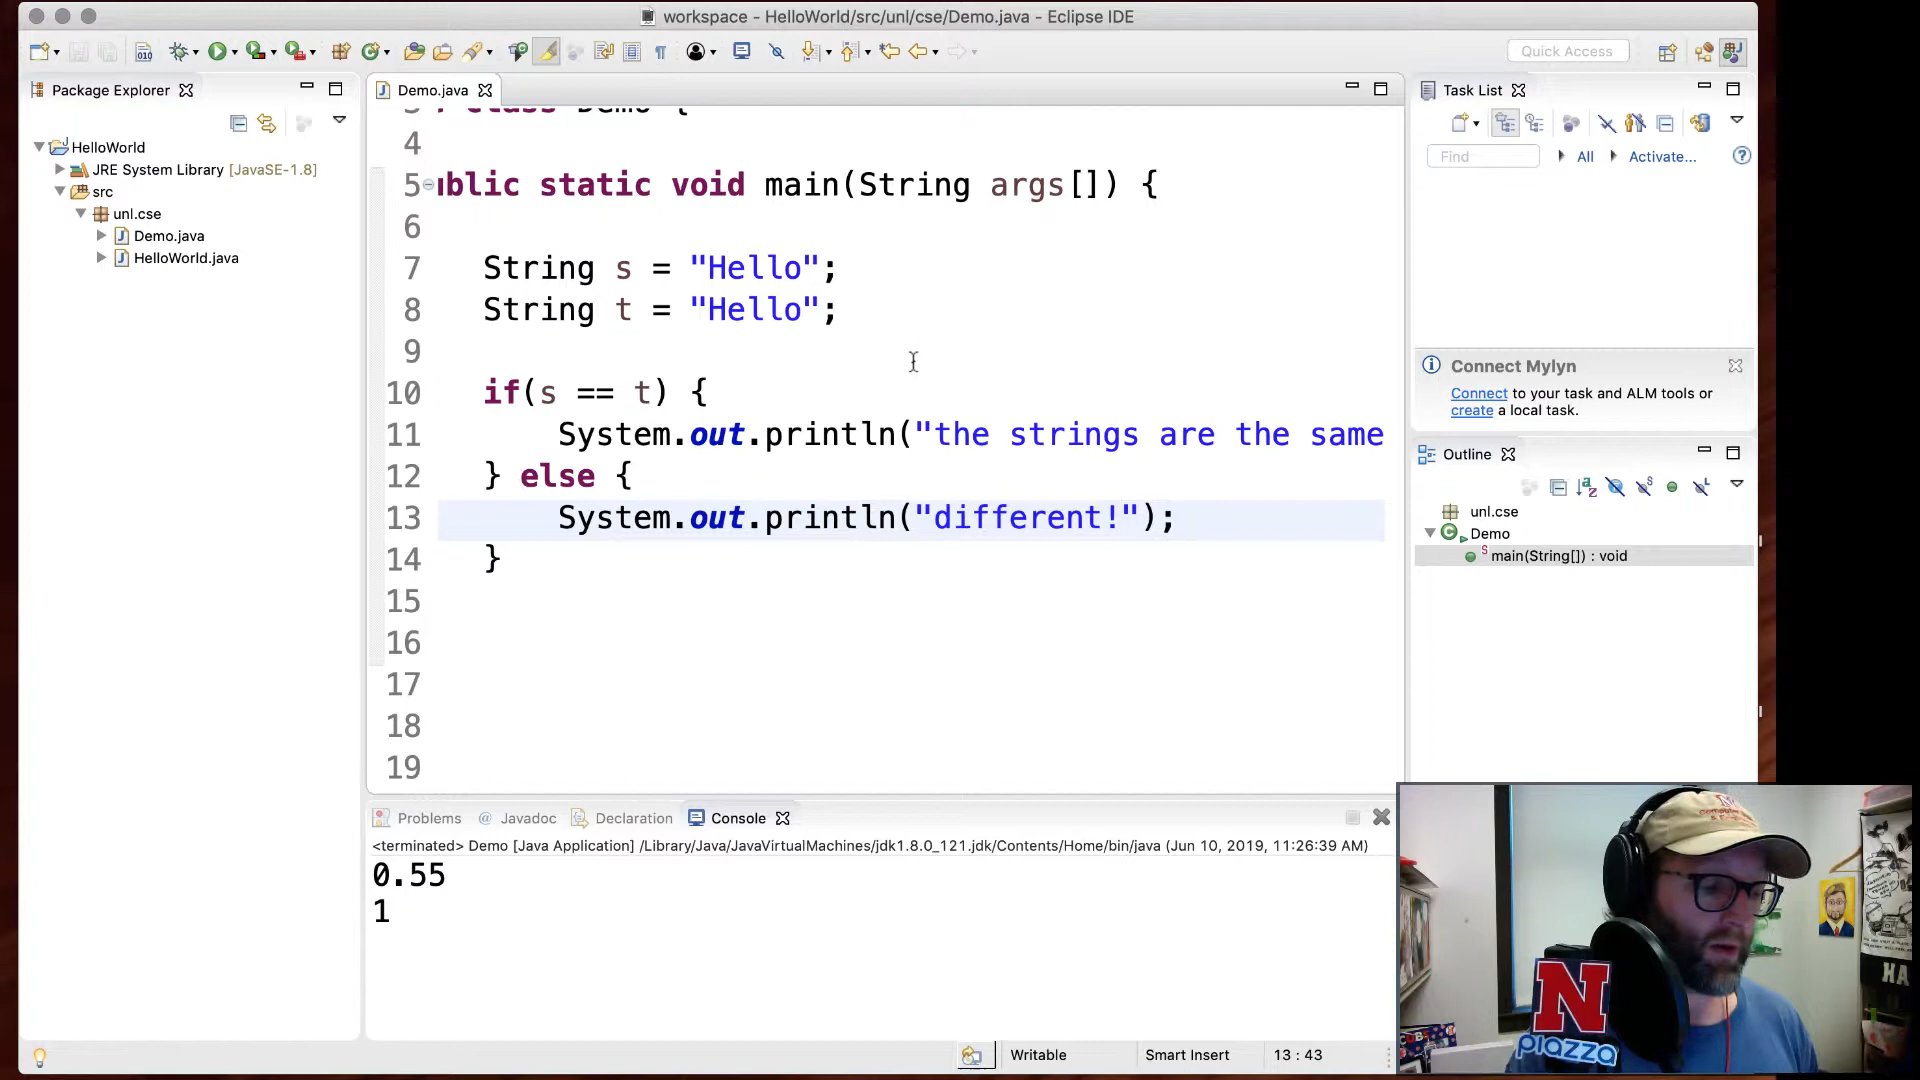 workspace - HelloWorld/src/unl/cse/Demo.java - Eclipse IDE
Quick Access
Package Explorer
HelloWorld
JRE System Library [JavaSE-1.8]
src
unl.cse
Demo.java
HelloWorld.java
Demo.java
class Demo {
4
5 blic static void main(String args[]) {
6
7 String s = "Hello";
8 String t = "Hello";
9
10 if(s == t) {
11 System.out.println("the strings are the same
12 } else {
13 System.out.println("different!");
14 }
15
16
17
18
19
Task List
Find
All
Activate...
Connect Mylyn
Connect to your task and ALM tools or
create a local task.
Outline
unl.cse
Demo
main(String[]) : void
Problems
@ Javadoc
Declaration
Console
<terminated> Demo [Java Application] /Library/Java/JavaVirtualMachines/jdk1.8.0_121.jdk/Contents/Home/bin/java (Jun 10, 2019, 11:26:39 AM)
0.55
1
Writable
Smart Insert
13 : 43
N
piazza
HA